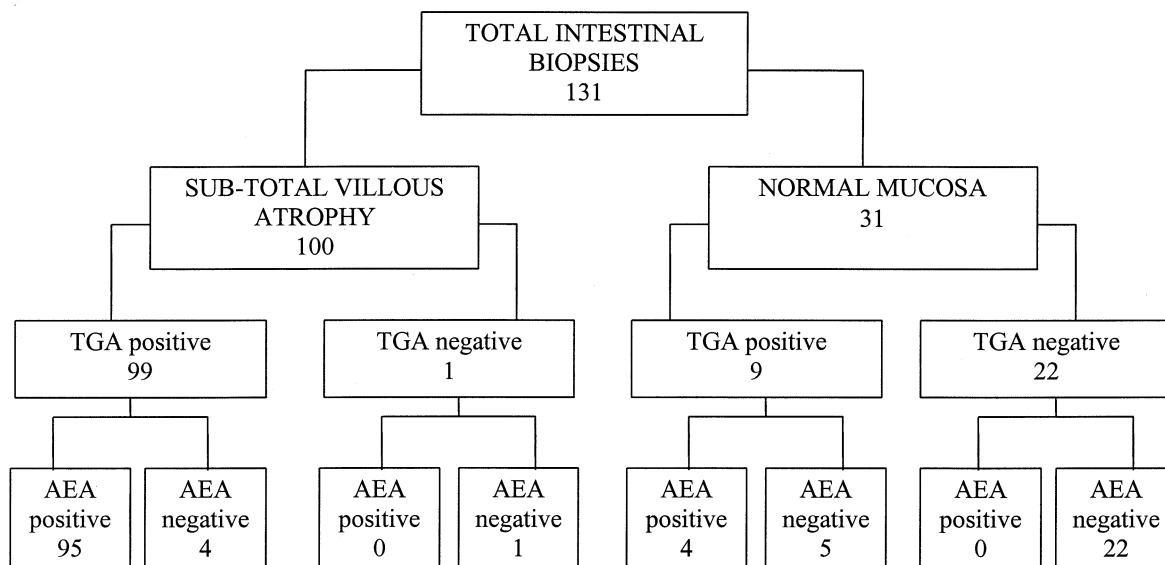 TOTAL INTESTINAL
BIOPSIES
131
SUB-TOTAL VILLOUS
ATROPHY
100
NORMAL MUCOSA
31
TGA positive
99
TGA negative
1
TGA positive
9
TGA negative
22
AEA
positive
95
AEA
negative
4
AEA
positive
0
AEA
negative
1
AEA
positive
4
AEA
negative
5
AEA
positive
0
AEA
negative
22